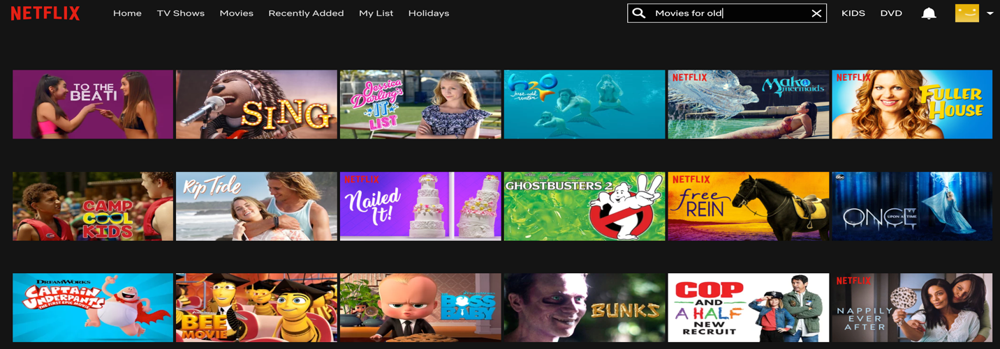 NETFLIX Home TV Shows Movies Recently Added My List Holidays Movies for old KIDS DVD
TO THE
BEAT!
SING
Jessica
Darling's
IT
LIST
h2o
just add
water
NETFLIX
Mako
mermaids
NETFLIX
FULLER
HOUSE
CAMP
COOL
KIDS
Rip Tide
NETFLIX
Nailed
It!
GHOSTBUSTERS 2
NETFLIX
free
REIN
abc
ONCE
UPON A TIME
DREAMWORKS
CAPTAIN
UNDERPANTS
THE FIRST EPIC MOVIE
BEE
MOVIE
BOSS
BABY
BUNKS
COP
AND
A HALF
NEW
RECRUIT
NETFLIX
NAPPILY
EVER
AFTER